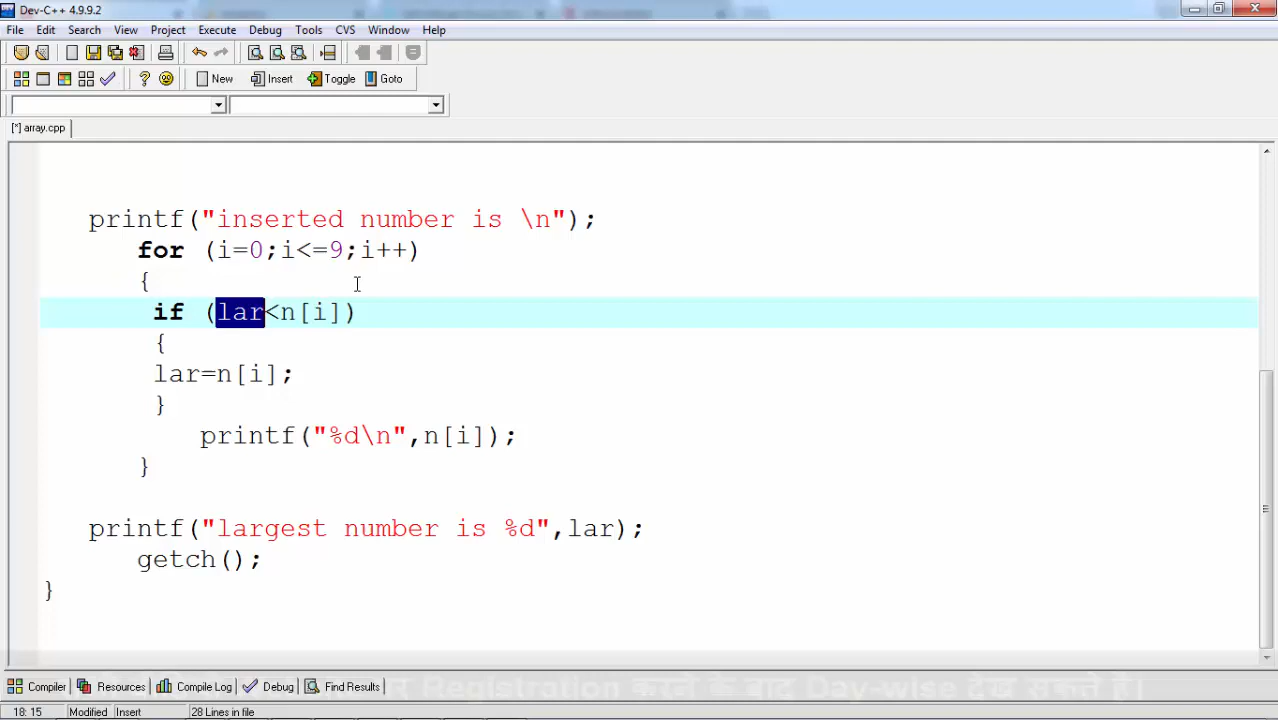 Dev-C++ 4.9.9.2
File Edit Search View Project Execute Debug Tools CVS Window Help
New Insert Toggle Goto
[*] array.cpp
printf("inserted number is \n");
for (i=0;i<=9;i++)
{
if (lar<n[i])
{
lar=n[i];
}
printf("%d\n",n[i]);
}
printf("largest number is %d",lar);
getch();
}
Compiler Resources Compile Log Debug Find Results
Registration करने के बाद Day-wise देख सकते है।
18: 15 Modified Insert 28 Lines in file